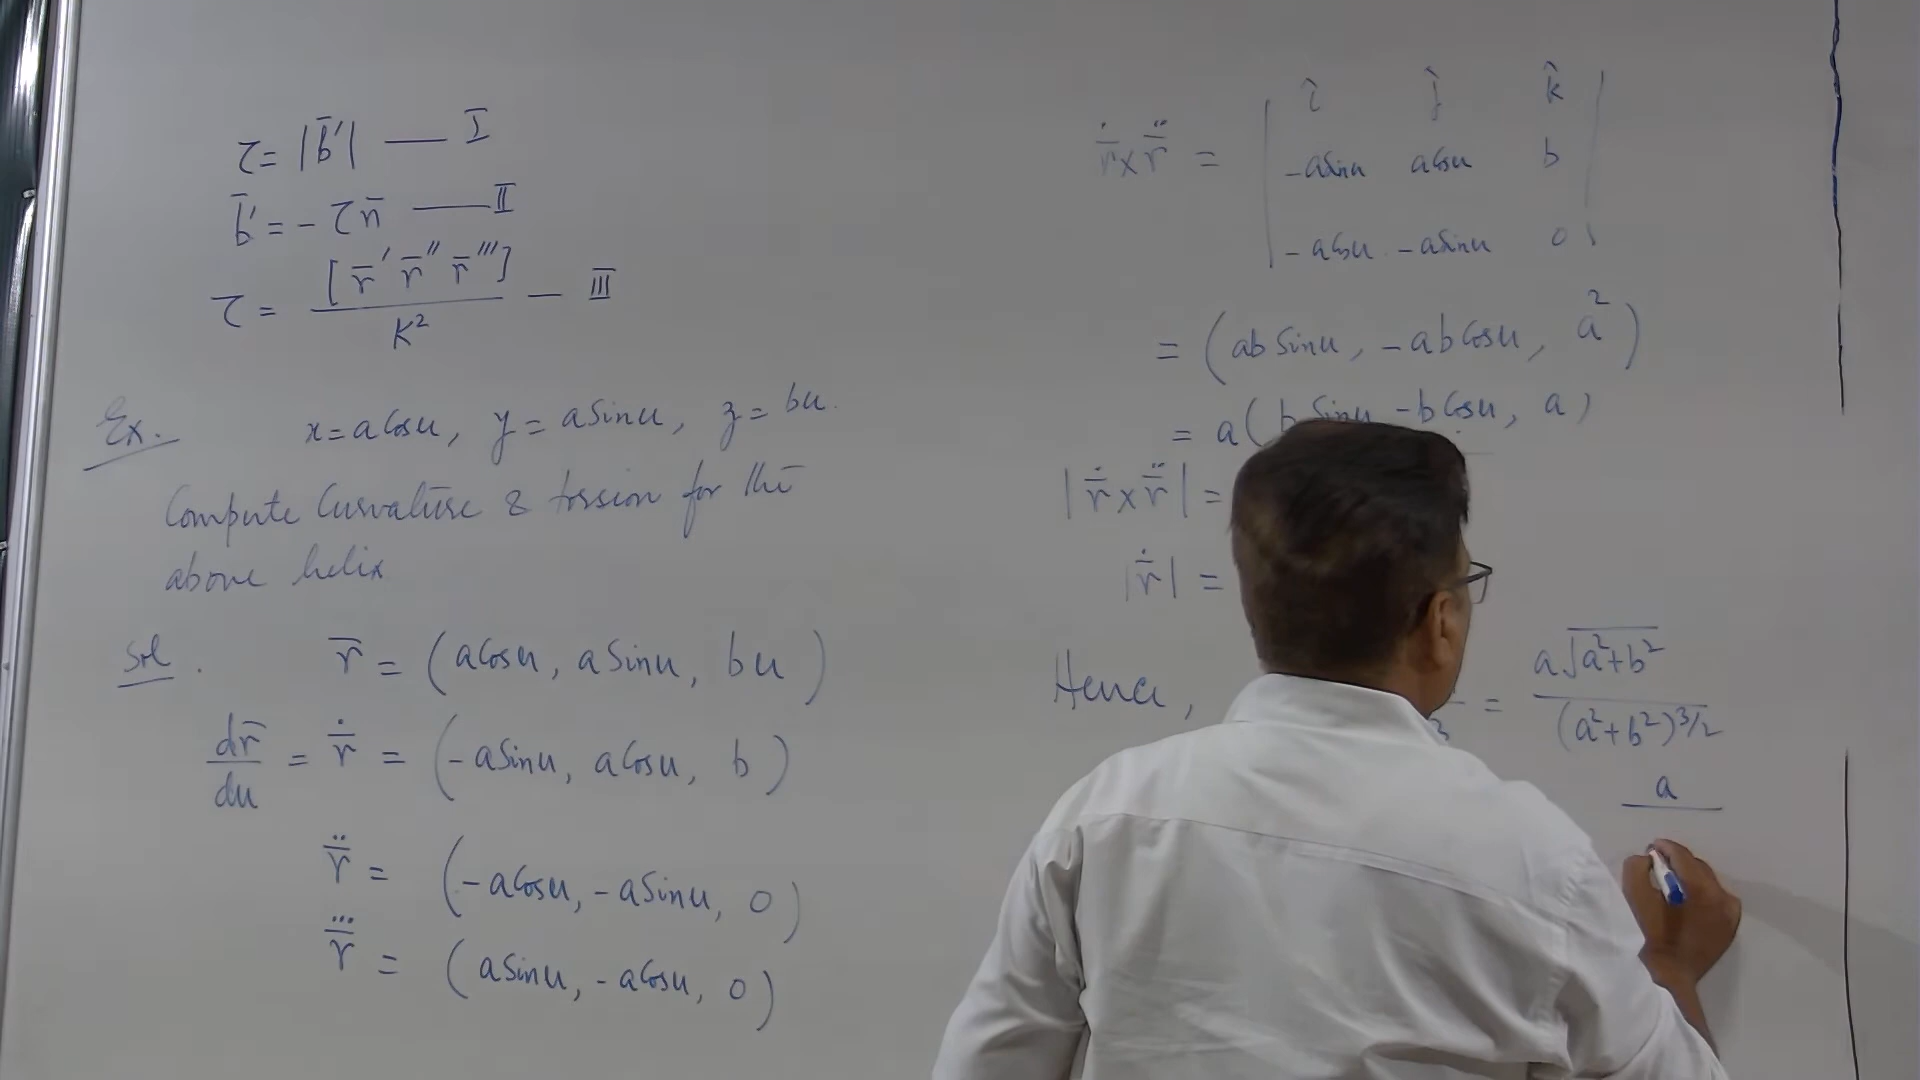 τ = |b̄'| — I
b̄' = - τ n̄ — II
τ = [r̄' r̄'' r̄'''] / K² — III
Ex. x = a cos u, y = a sin u, z = bu.
Compute Curvature & torsion for the
above helix
Sol. r̄ = (a cos u, a sin u, bu)
dr̄/du = ṙ̄ = (-a sin u, a cos u, b)
r̈̄ = (-a cos u, -a sin u, 0)
r⃛̄ = (a sin u, -a cos u, 0)
ṙ̄ × r̈̄ = | î ĵ k̂
-a sin u a cos u b
-a cos u -a sin u 0 |
= (ab sin u, -ab cos u, a²)
= a(b sin u -b cos u, a)
|ṙ̄ × r̈̄| =
|ṙ̄| =
Hence, = a√(a²+b²) / (a²+b²)^3/2
a